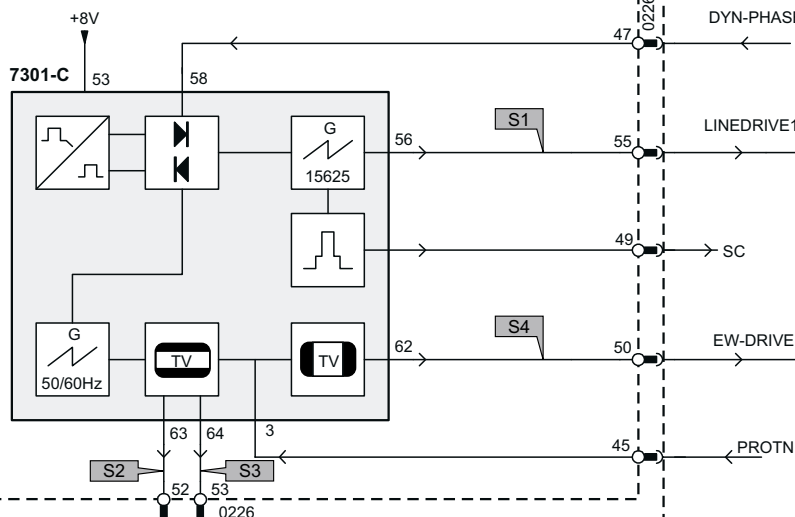 +8V
0226
47
DYN-PHASE
7301-C
53
58
S1
G
15625
56
55
LINEDRIVE1
49
SC
S4
G
50/60Hz
TV
TV
62
50
EW-DRIVE
63
64
3
45
PROTN
S2
S3
52
53
0226